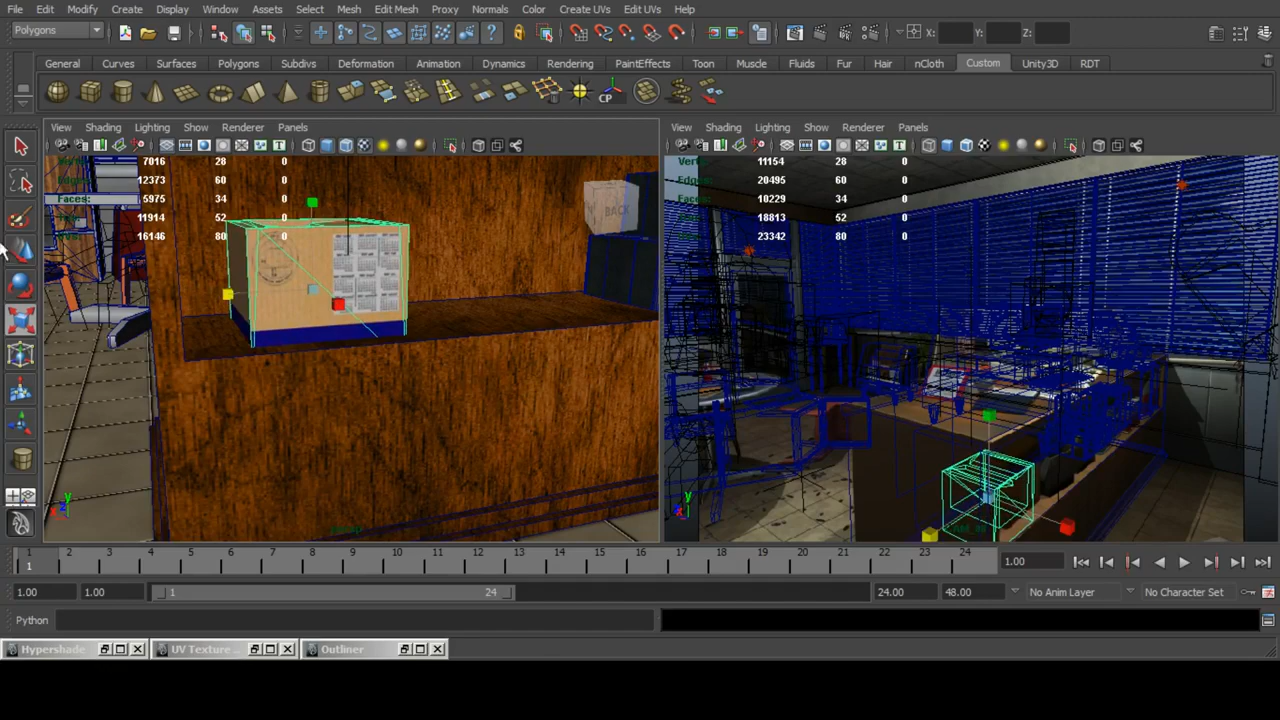 File Edit Modify Create Display Window Assets Select Mesh Edit Mesh Proxy Normals Color Create UVs Edit UVs Help
Polygons X: Y: Z:
General Curves Surfaces Polygons Subdivs Deformation Animation Dynamics Rendering PaintEffects Toon Muscle Fluids Fur Hair nCloth Custom Unity3D RDT
CP
View Shading Lighting Show Renderer Panels
7016 28 0
12373 60 0
Faces: 5975 34 0
11914 52 0
16146 80 0
BACK
y
View Shading Lighting Show Renderer Panels
11154 28 0
20495 60 0
Faces: 10229 34 0
18813 52 0
23342 80 0
y
1 2 3 4 5 6 7 8 9 10 11 12 13 14 15 16 17 18 19 20 21 22 23 24 1.00
1
1.00 1.00 1 24 24.00 48.00 No Anim Layer No Character Set
Python
Hypershade UV Texture ... Outliner